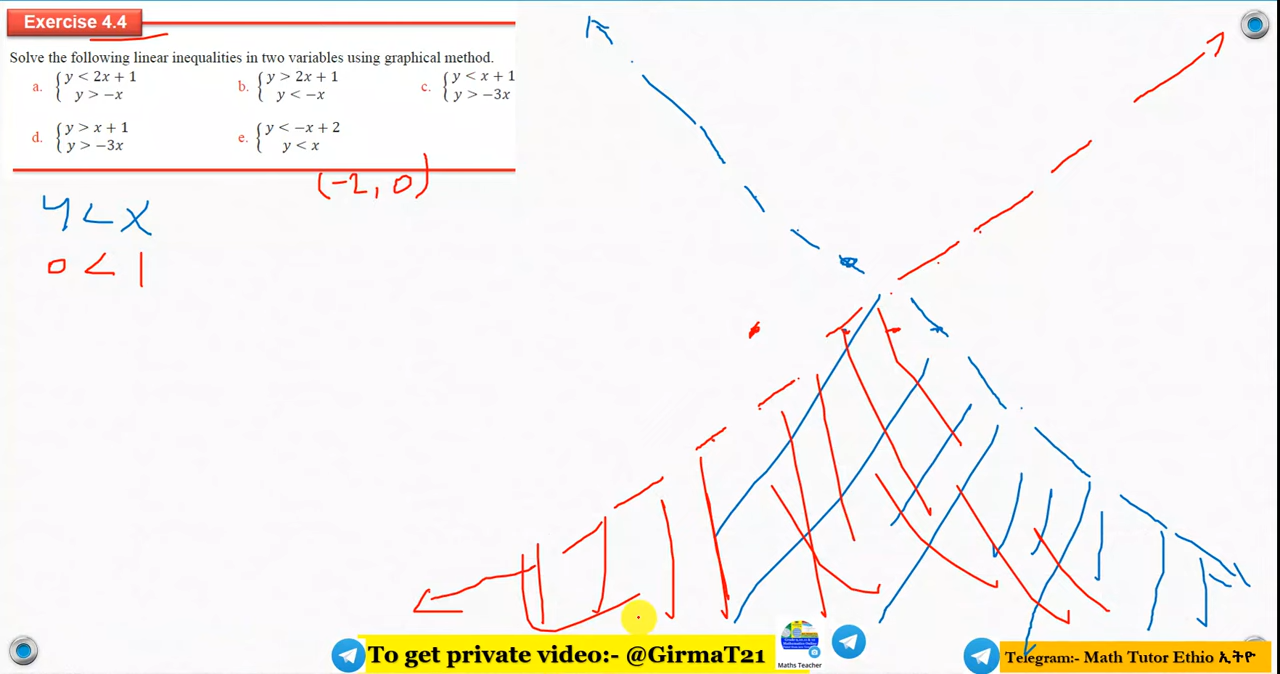 Exercise 4.4
Solve the following linear inequalities in two variables using graphical method.
a. { y < 2x + 1
y > −x
b. { y > 2x + 1
y < −x
c. { y < x + 1
y > −3x
d. { y > x + 1
y > −3x
e. { y < −x + 2
y < x
(-2, 0)
y < x
0 < 1
To get private video:- @GirmaT21
Maths Teacher
Telegram:- Math Tutor Ethio ኢትዮ